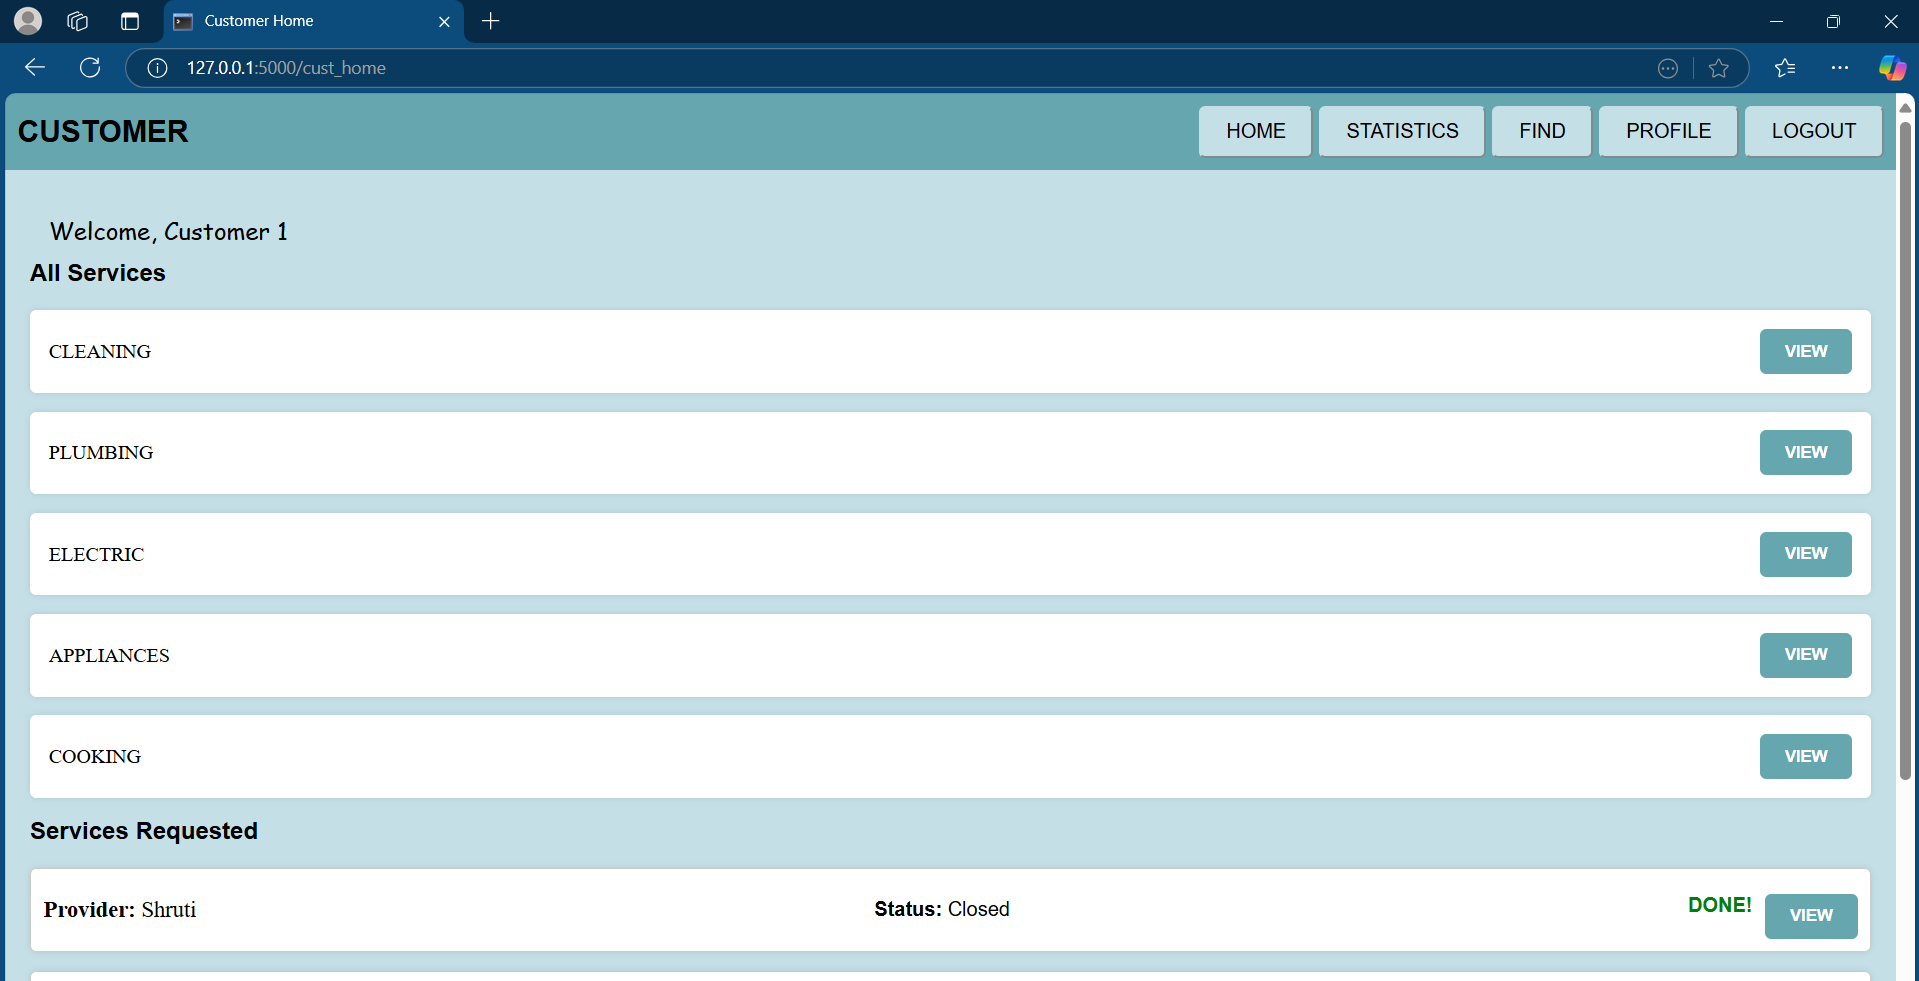 Customer Home
127.0.0.1:5000/cust_home
CUSTOMER
HOME
STATISTICS
FIND
PROFILE
LOGOUT
Welcome, Customer 1
All Services
CLEANING
VIEW
PLUMBING
VIEW
ELECTRIC
VIEW
APPLIANCES
VIEW
COOKING
VIEW
Services Requested
Provider: Shruti
Status: Closed
DONE!
VIEW